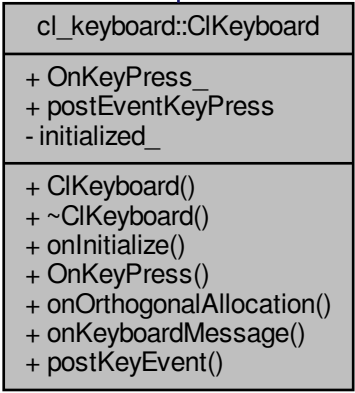 cl_keyboard::ClKeyboard
+ OnKeyPress_
+ postEventKeyPress
- initialized_
+ ClKeyboard()
+ ~ClKeyboard()
+ onInitialize()
+ OnKeyPress()
+ onOrthogonalAllocation()
+ onKeyboardMessage()
+ postKeyEvent()